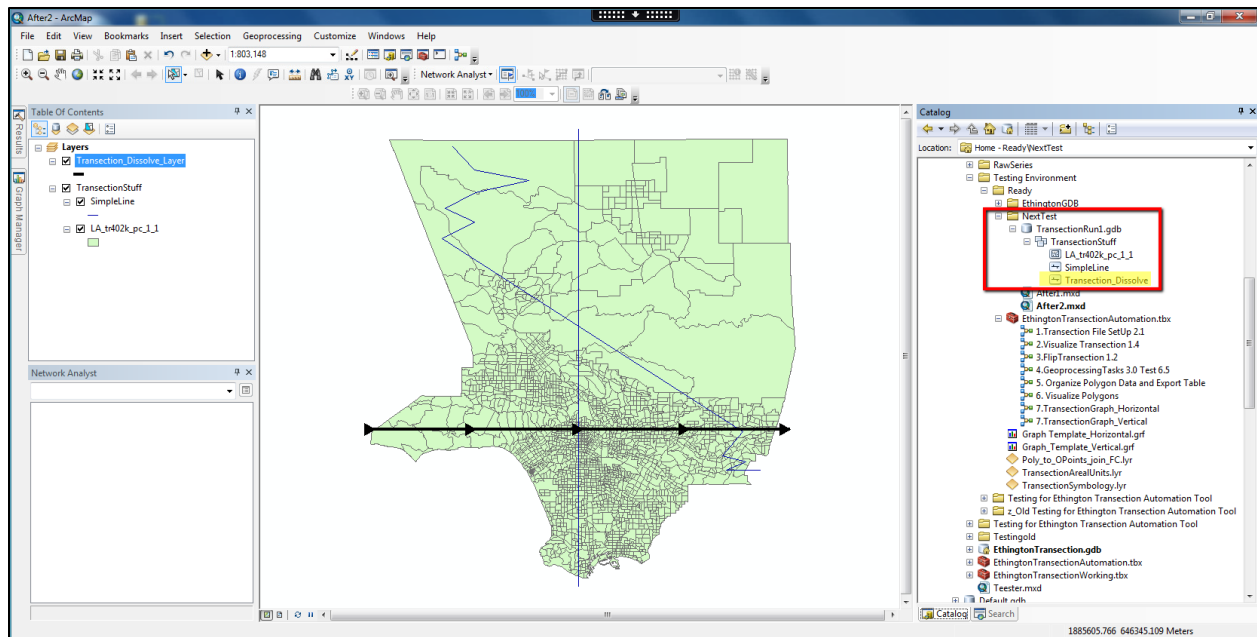 After2 - ArcMap
File Edit View Bookmarks Insert Selection Geoprocessing Customize Windows Help
1:803,148
Network Analyst
100%
Table Of Contents
Layers
Transection_Dissolve_Layer
TransectionStuff
SimpleLine
LA_tr402k_pc_1_1
Results
Graph Manager
Network Analyst
Catalog
Location: Home - Ready\NextTest
RawSeries
Testing Environment
Ready
EthingtonGDB
NextTest
TransectionRun1.gdb
TransectionStuff
LA_tr402k_pc_1_1
SimpleLine
Transection_Dissolve
After1.mxd
After2.mxd
EthingtonTransectionAutomation.tbx
1.Transection File SetUp 2.1
2.Visualize Transection 1.4
3.FlipTransection 1.2
4.GeoprocessingTasks 3.0 Test 6.5
5. Organize Polygon Data and Export Table
6. Visualize Polygons
7.TransectionGraph_Horizontal
7.TransectionGraph_Vertical
Graph Template_Horizontal.grf
Graph_Template_Vertical.grf
Poly_to_OPoints_join_FC.lyr
TransectionArealUnits.lyr
TransectionSymbology.lyr
Testing for Ethington Transection Automation Tool
z_Old Testing for Ethington Transection Automation Tool
Testing for Ethington Transection Automation Tool
Testingold
EthingtonTransection.gdb
EthingtonTransectionAutomation.tbx
EthingtonTransectionWorking.tbx
Teester.mxd
Default.gdb
Catalog Search
1885605.766 646345.109 Meters